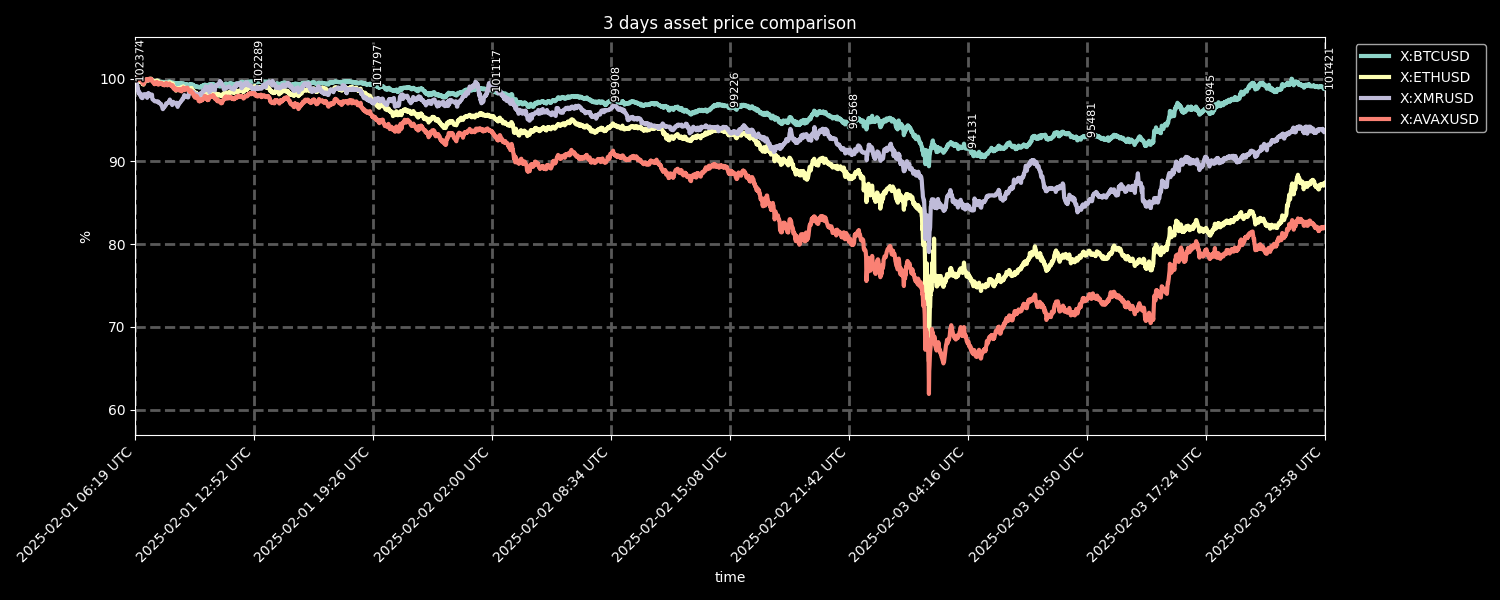 3 days asset price comparison
102374
102289
101797
101117
99908
99226
96568
94131
95481
98945
101421
X:BTCUSD
X:ETHUSD
X:XMRUSD
X:AVAXUSD
100
90
80
70
60
%
2025-02-01 06:19 UTC
2025-02-01 12:52 UTC
2025-02-01 19:26 UTC
2025-02-02 02:00 UTC
2025-02-02 08:34 UTC
2025-02-02 15:08 UTC
2025-02-02 21:42 UTC
2025-02-03 04:16 UTC
2025-02-03 10:50 UTC
2025-02-03 17:24 UTC
2025-02-03 23:58 UTC
time